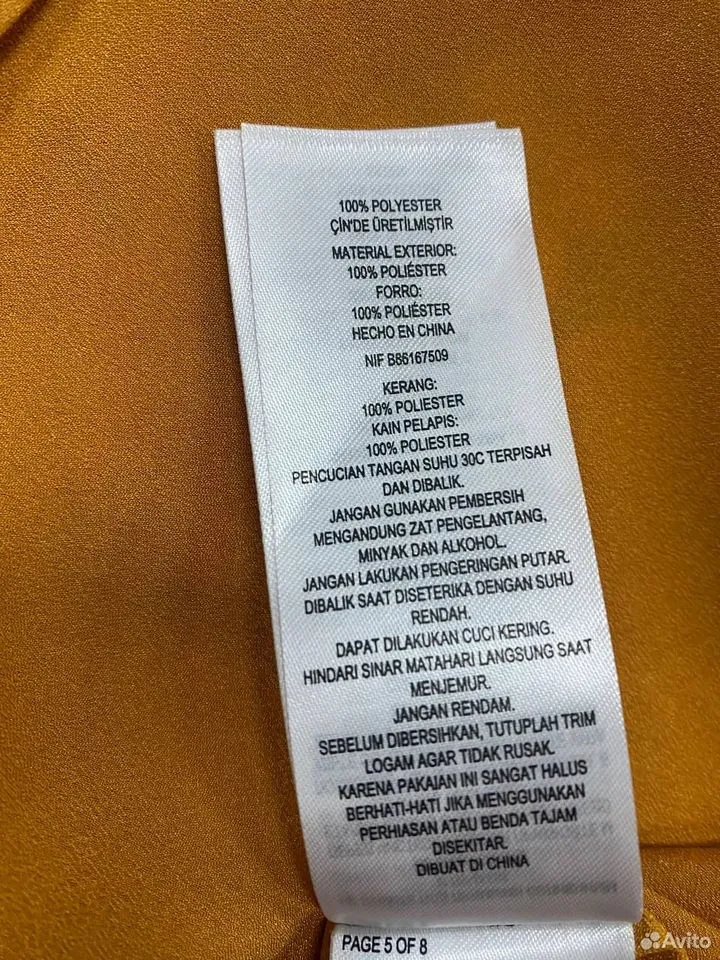 100% POLYESTER
ÇİN'DE ÜRETİLMİŞTİR
MATERIAL EXTERIOR:
100% POLIÉSTER
FORRO:
100% POLIÉSTER
HECHO EN CHINA
NIF B86167509
KERANG:
100% POLIESTER
KAIN PELAPIS:
100% POLIESTER
PENCUCIAN TANGAN SUHU 30C TERPISAH
DAN DIBALIK.
JANGAN GUNAKAN PEMBERSIH
MENGANDUNG ZAT PENGELANTANG,
MINYAK DAN ALKOHOL.
JANGAN LAKUKAN PENGERINGAN PUTAR.
DIBALIK SAAT DISETERIKA DENGAN SUHU
RENDAH.
DAPAT DILAKUKAN CUCI KERING.
HINDARI SINAR MATAHARI LANGSUNG SAAT
MENJEMUR.
JANGAN RENDAM.
SEBELUM DIBERSIHKAN, TUTUPLAH TRIM
LOGAM AGAR TIDAK RUSAK.
KARENA PAKAIAN INI SANGAT HALUS
BERHATI-HATI JIKA MENGGUNAKAN
PERHIASAN ATAU BENDA TAJAM
DISEKITAR.
DIBUAT DI CHINA
PAGE 5 OF 8
Avito